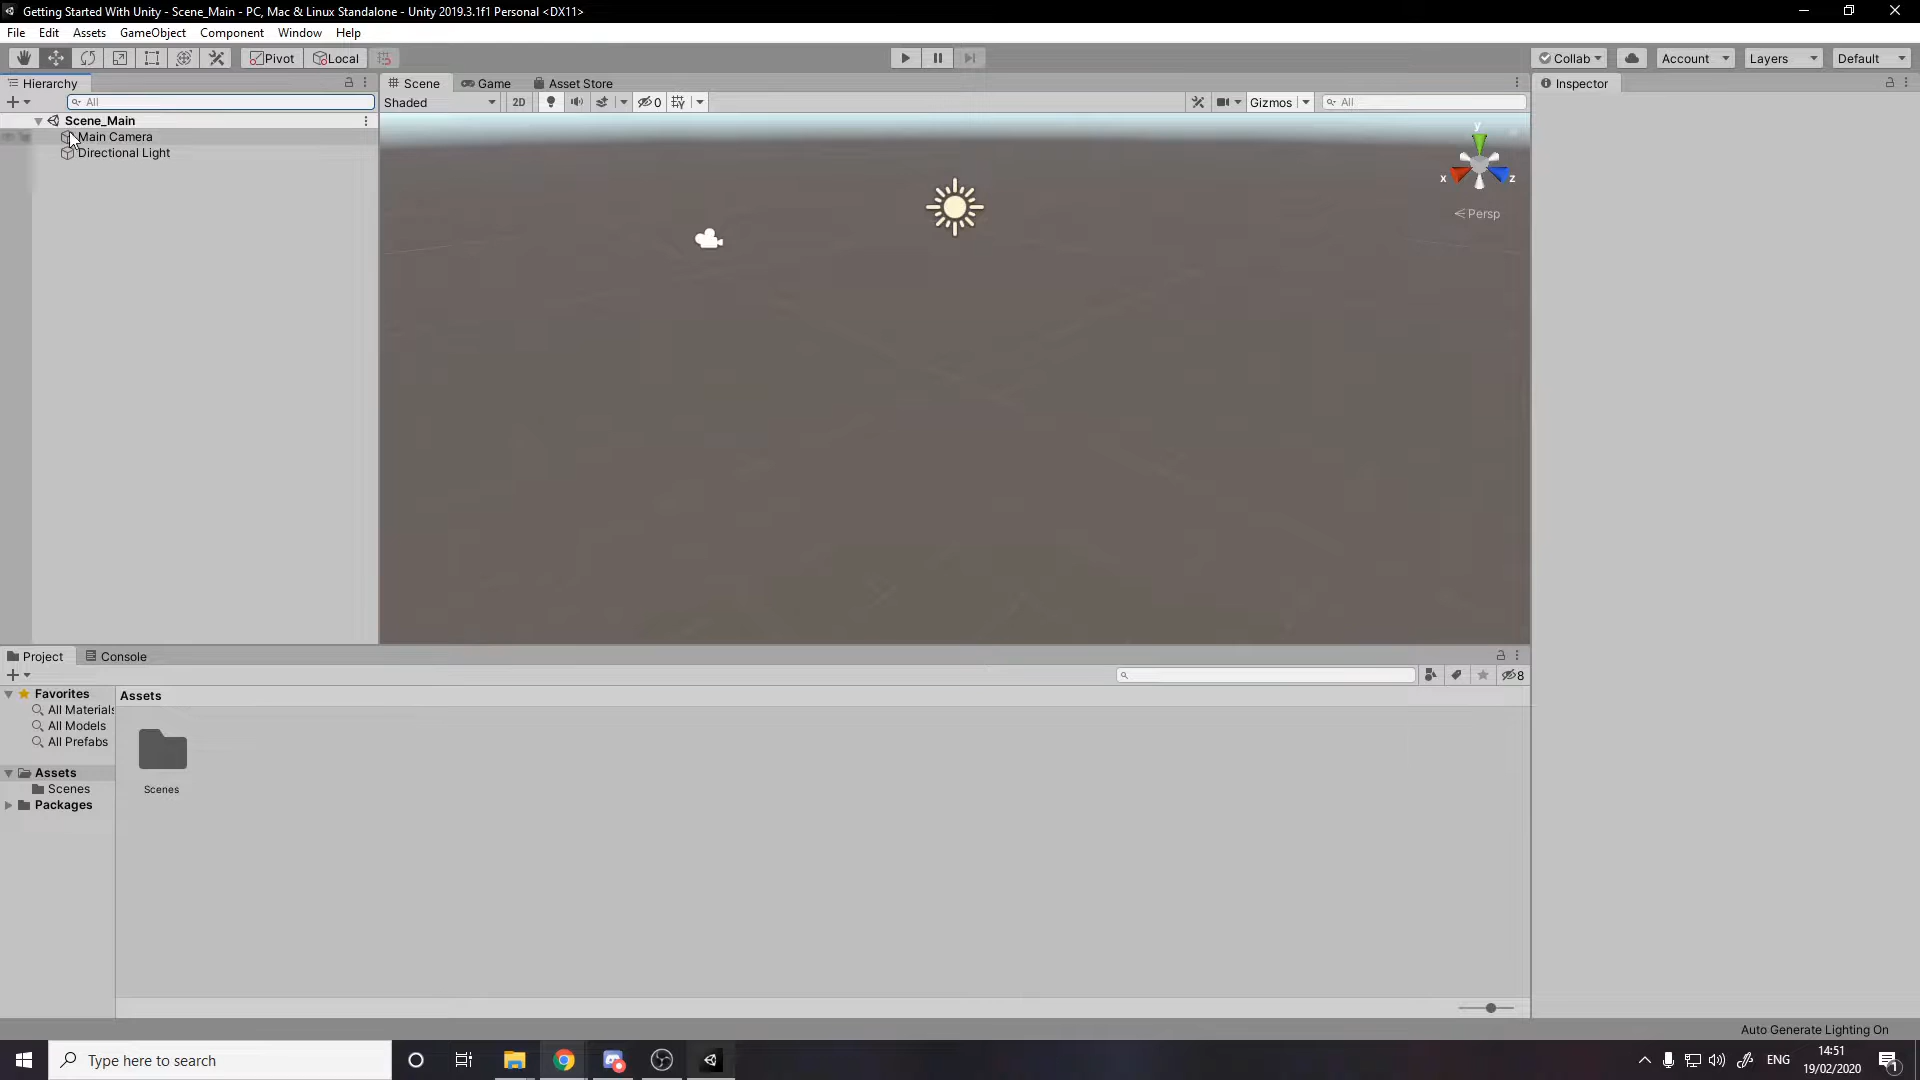 Getting Started With Unity - Scene_Main - PC, Mac & Linux Standalone - Unity 2019.3.1f1 Personal <DX11>
File Edit Assets GameObject Component Window Help
Pivot Local Collab Account Layers Default
Hierarchy Scene Game Asset Store Inspector
All Shaded 2D 0 Gizmos All
Scene_Main
Main Camera
Directional Light
y
x z
Persp
Project Console
8
Favorites Assets
All Materials
All Models
All Prefabs
Assets
Scenes
Scenes
Packages
Auto Generate Lighting On
Type here to search
ENG
14:51
19/02/2020
1